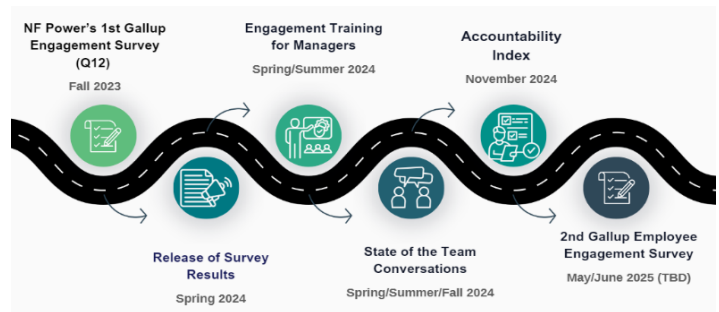 NF Power's 1st Gallup
Engagement Survey
(Q12)
Fall 2023
Release of Survey
Results
Spring 2024
Engagement Training
for Managers
Spring/Summer 2024
State of the Team
Conversations
Spring/Summer/Fall 2024
Accountability
Index
November 2024
2nd Gallup Employee
Engagement Survey
May/June 2025 (TBD)